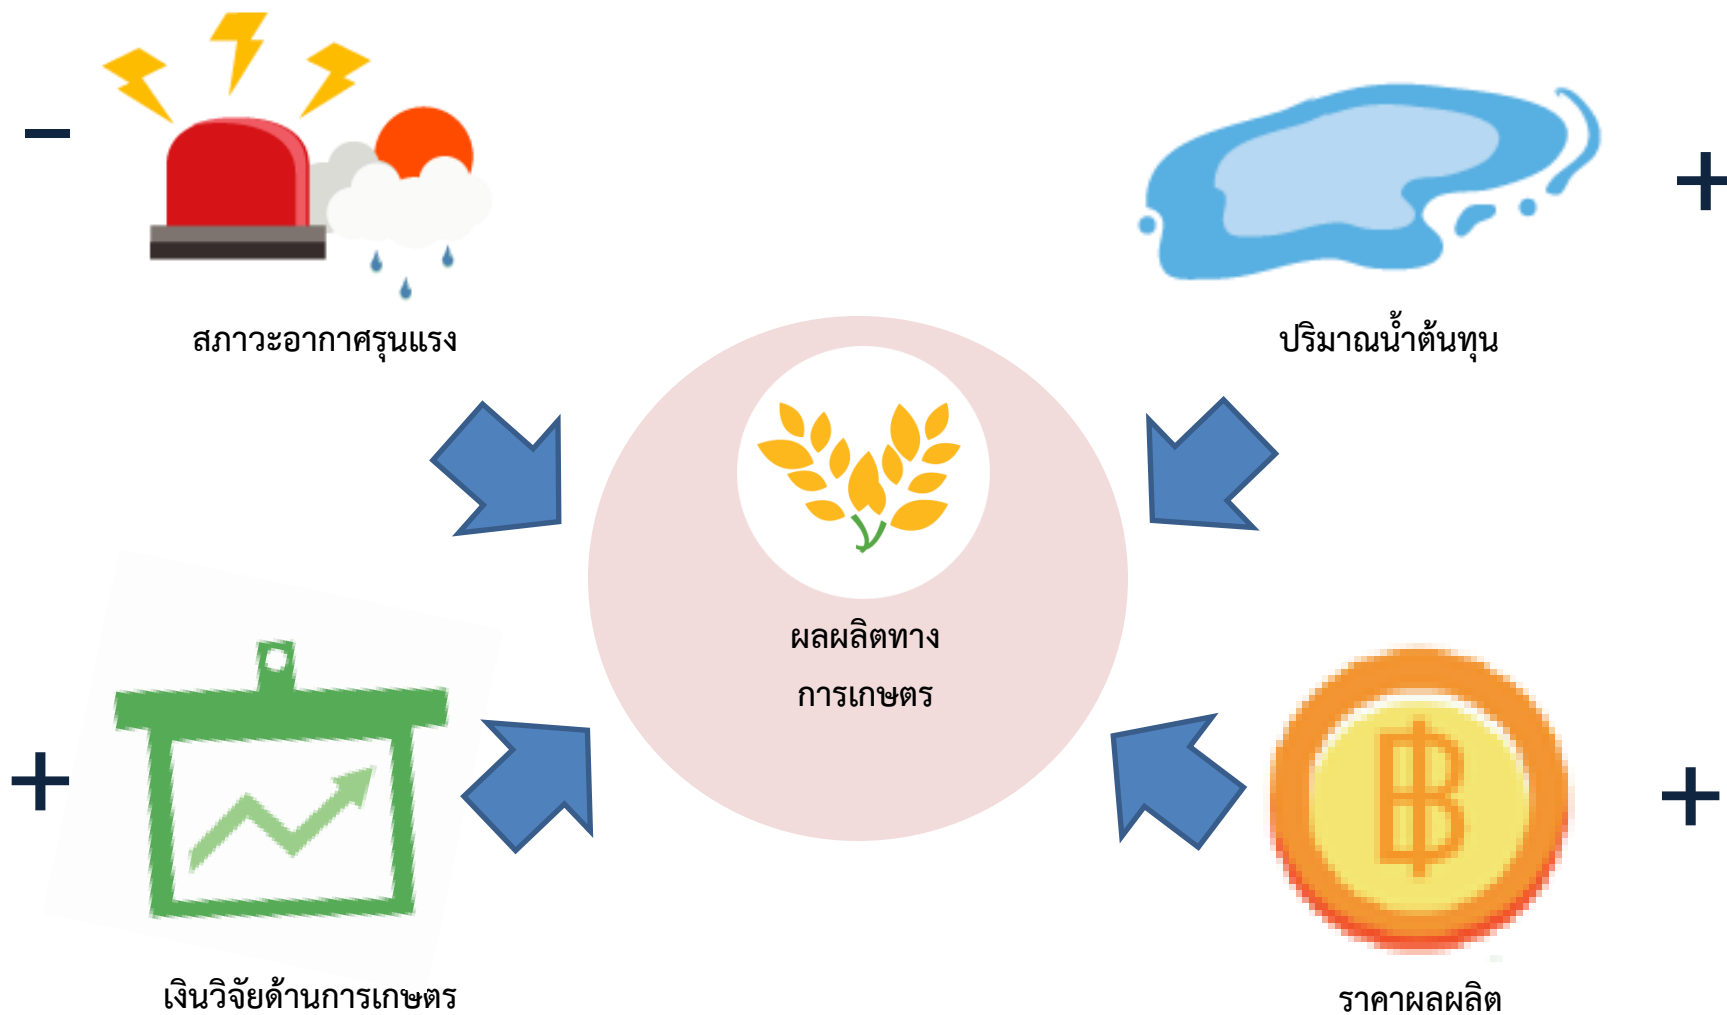 −
+
สภาวะอากาศรุนแรง
ปริมาณน้ำต้นทุน
ผลผลิตทาง
การเกษตร
+
฿
+
เงินวิจัยด้านการเกษตร
ราคาผลผลิต